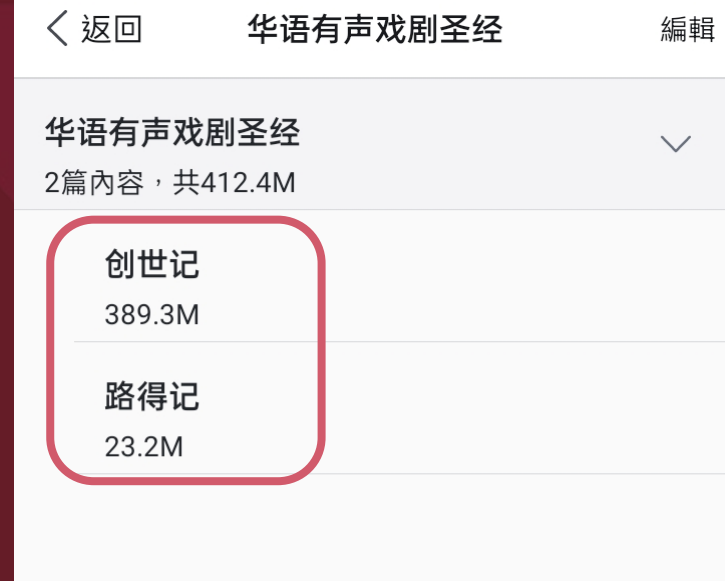 返回 华语有声戏剧圣经 編輯
华语有声戏剧圣经
2篇內容，共412.4M
创世记
389.3M
路得记
23.2M